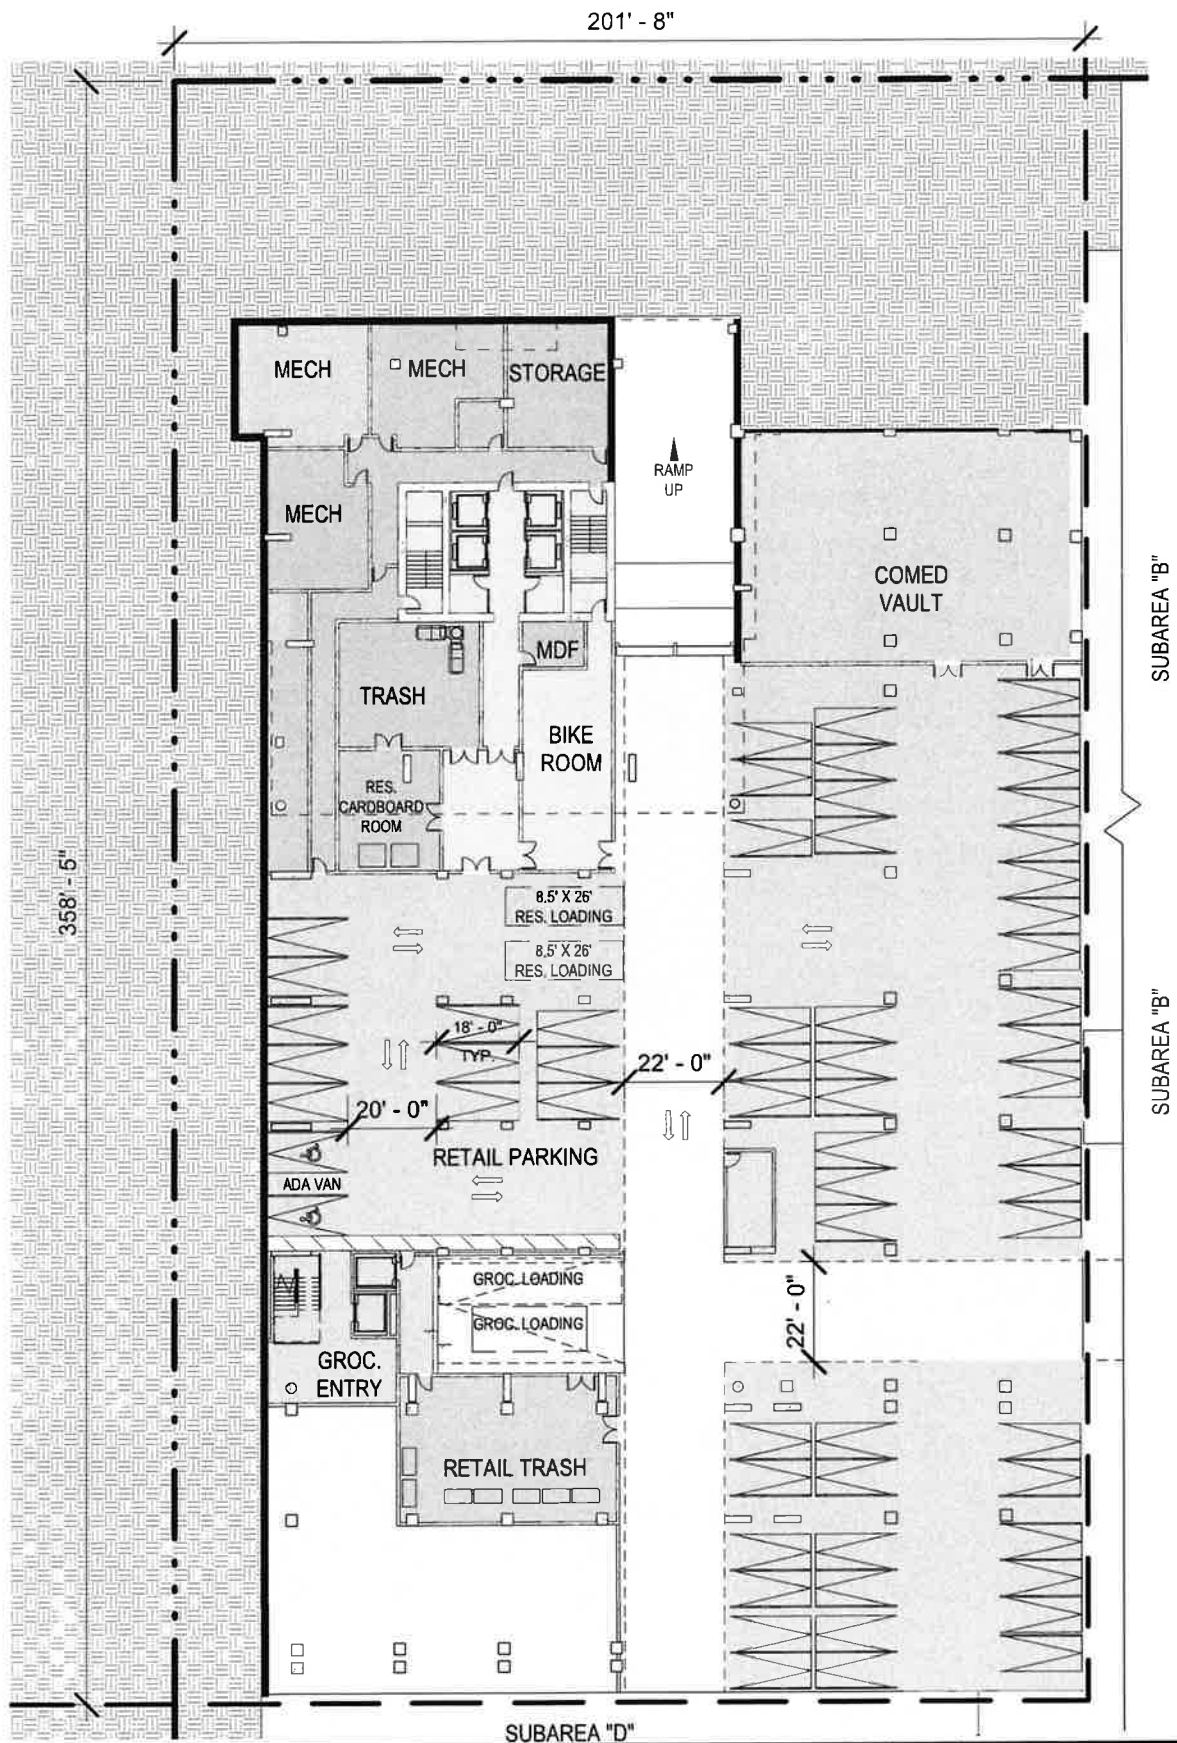 201' - 8"
MECH
MECH
STORAGE
RAMP
UP
MECH
COMED
VAULT
SUBAREA "B"
MDF
TRASH
BIKE
ROOM
RES.
CARDBOARD
ROOM
358' - 5"
8.5' X 26'
RES. LOADING
8.5' X 26'
RES. LOADING
18' - 0"
TYP.
22' - 0"
SUBAREA "B"
20' - 0"
RETAIL PARKING
ADA VAN
GROC. LOADING
GROC. LOADING
22' - 0"
GROC.
ENTRY
RETAIL TRASH
SUBAREA "D"